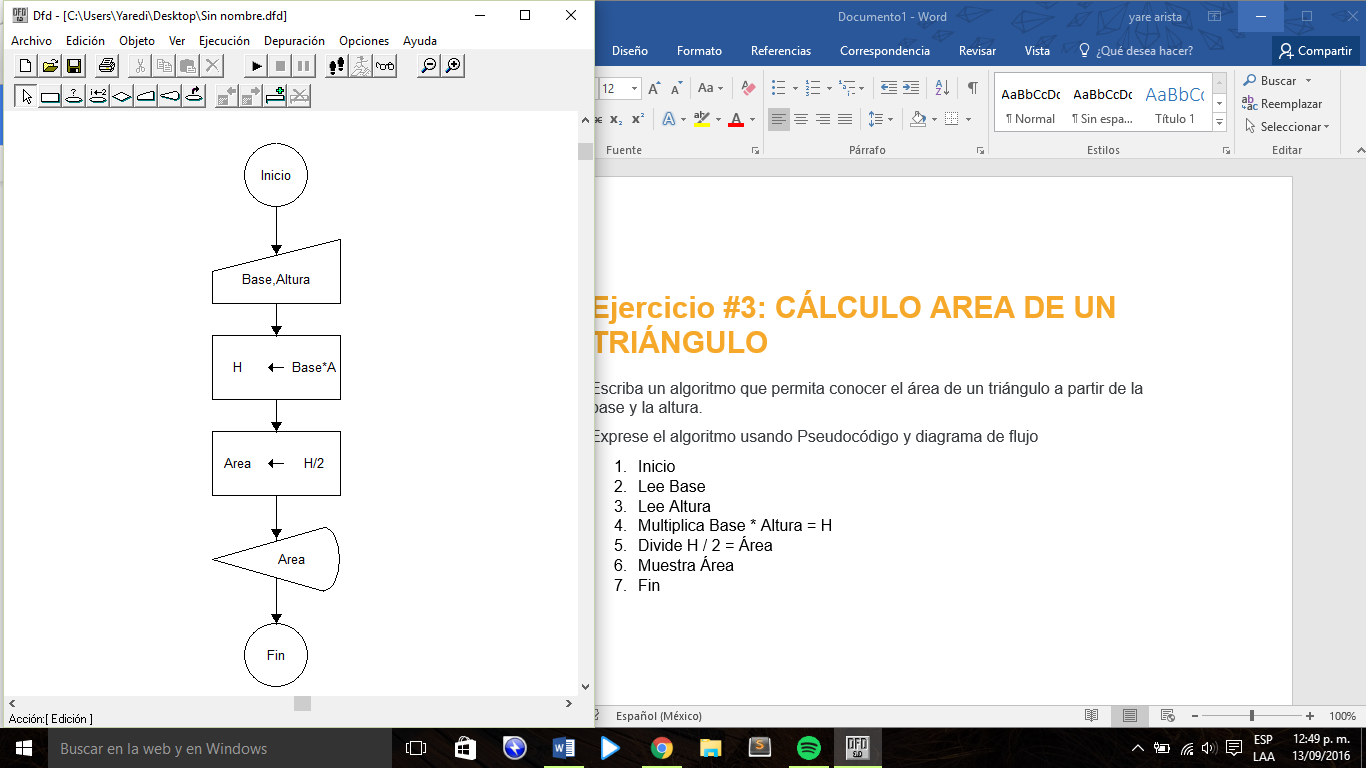 Dfd - [C:\Users\Yaredi\Desktop\Sin nombre.dfd]
Archivo Edición Objeto Ver Ejecución Depuración Opciones Ayuda
Inicio
Base,Altura
H Base*A
Area H/2
Area
Fin
Acción:[ Edición ]
Documento1 - Word
yare arista
Diseño Formato Referencias Correspondencia Revisar Vista ¿Qué desea hacer? Compartir
12
Fuente
Párrafo
AaBbCcDc AaBbCcDc AaBbCc
¶ Normal ¶ Sin espa... Título 1
Estilos
Buscar
Reemplazar
Seleccionar
Editar
Ejercicio #3: CÁLCULO AREA DE UN
TRIÁNGULO
Escriba un algoritmo que permita conocer el área de un triángulo a partir de la
base y la altura.
Exprese el algoritmo usando Pseudocódigo y diagrama de flujo
1. Inicio
2. Lee Base
3. Lee Altura
4. Multiplica Base * Altura = H
5. Divide H / 2 = Área
6. Muestra Área
7. Fin
Español (México)
100%
Buscar en la web y en Windows
ESP
LAA
12:49 p. m.
13/09/2016